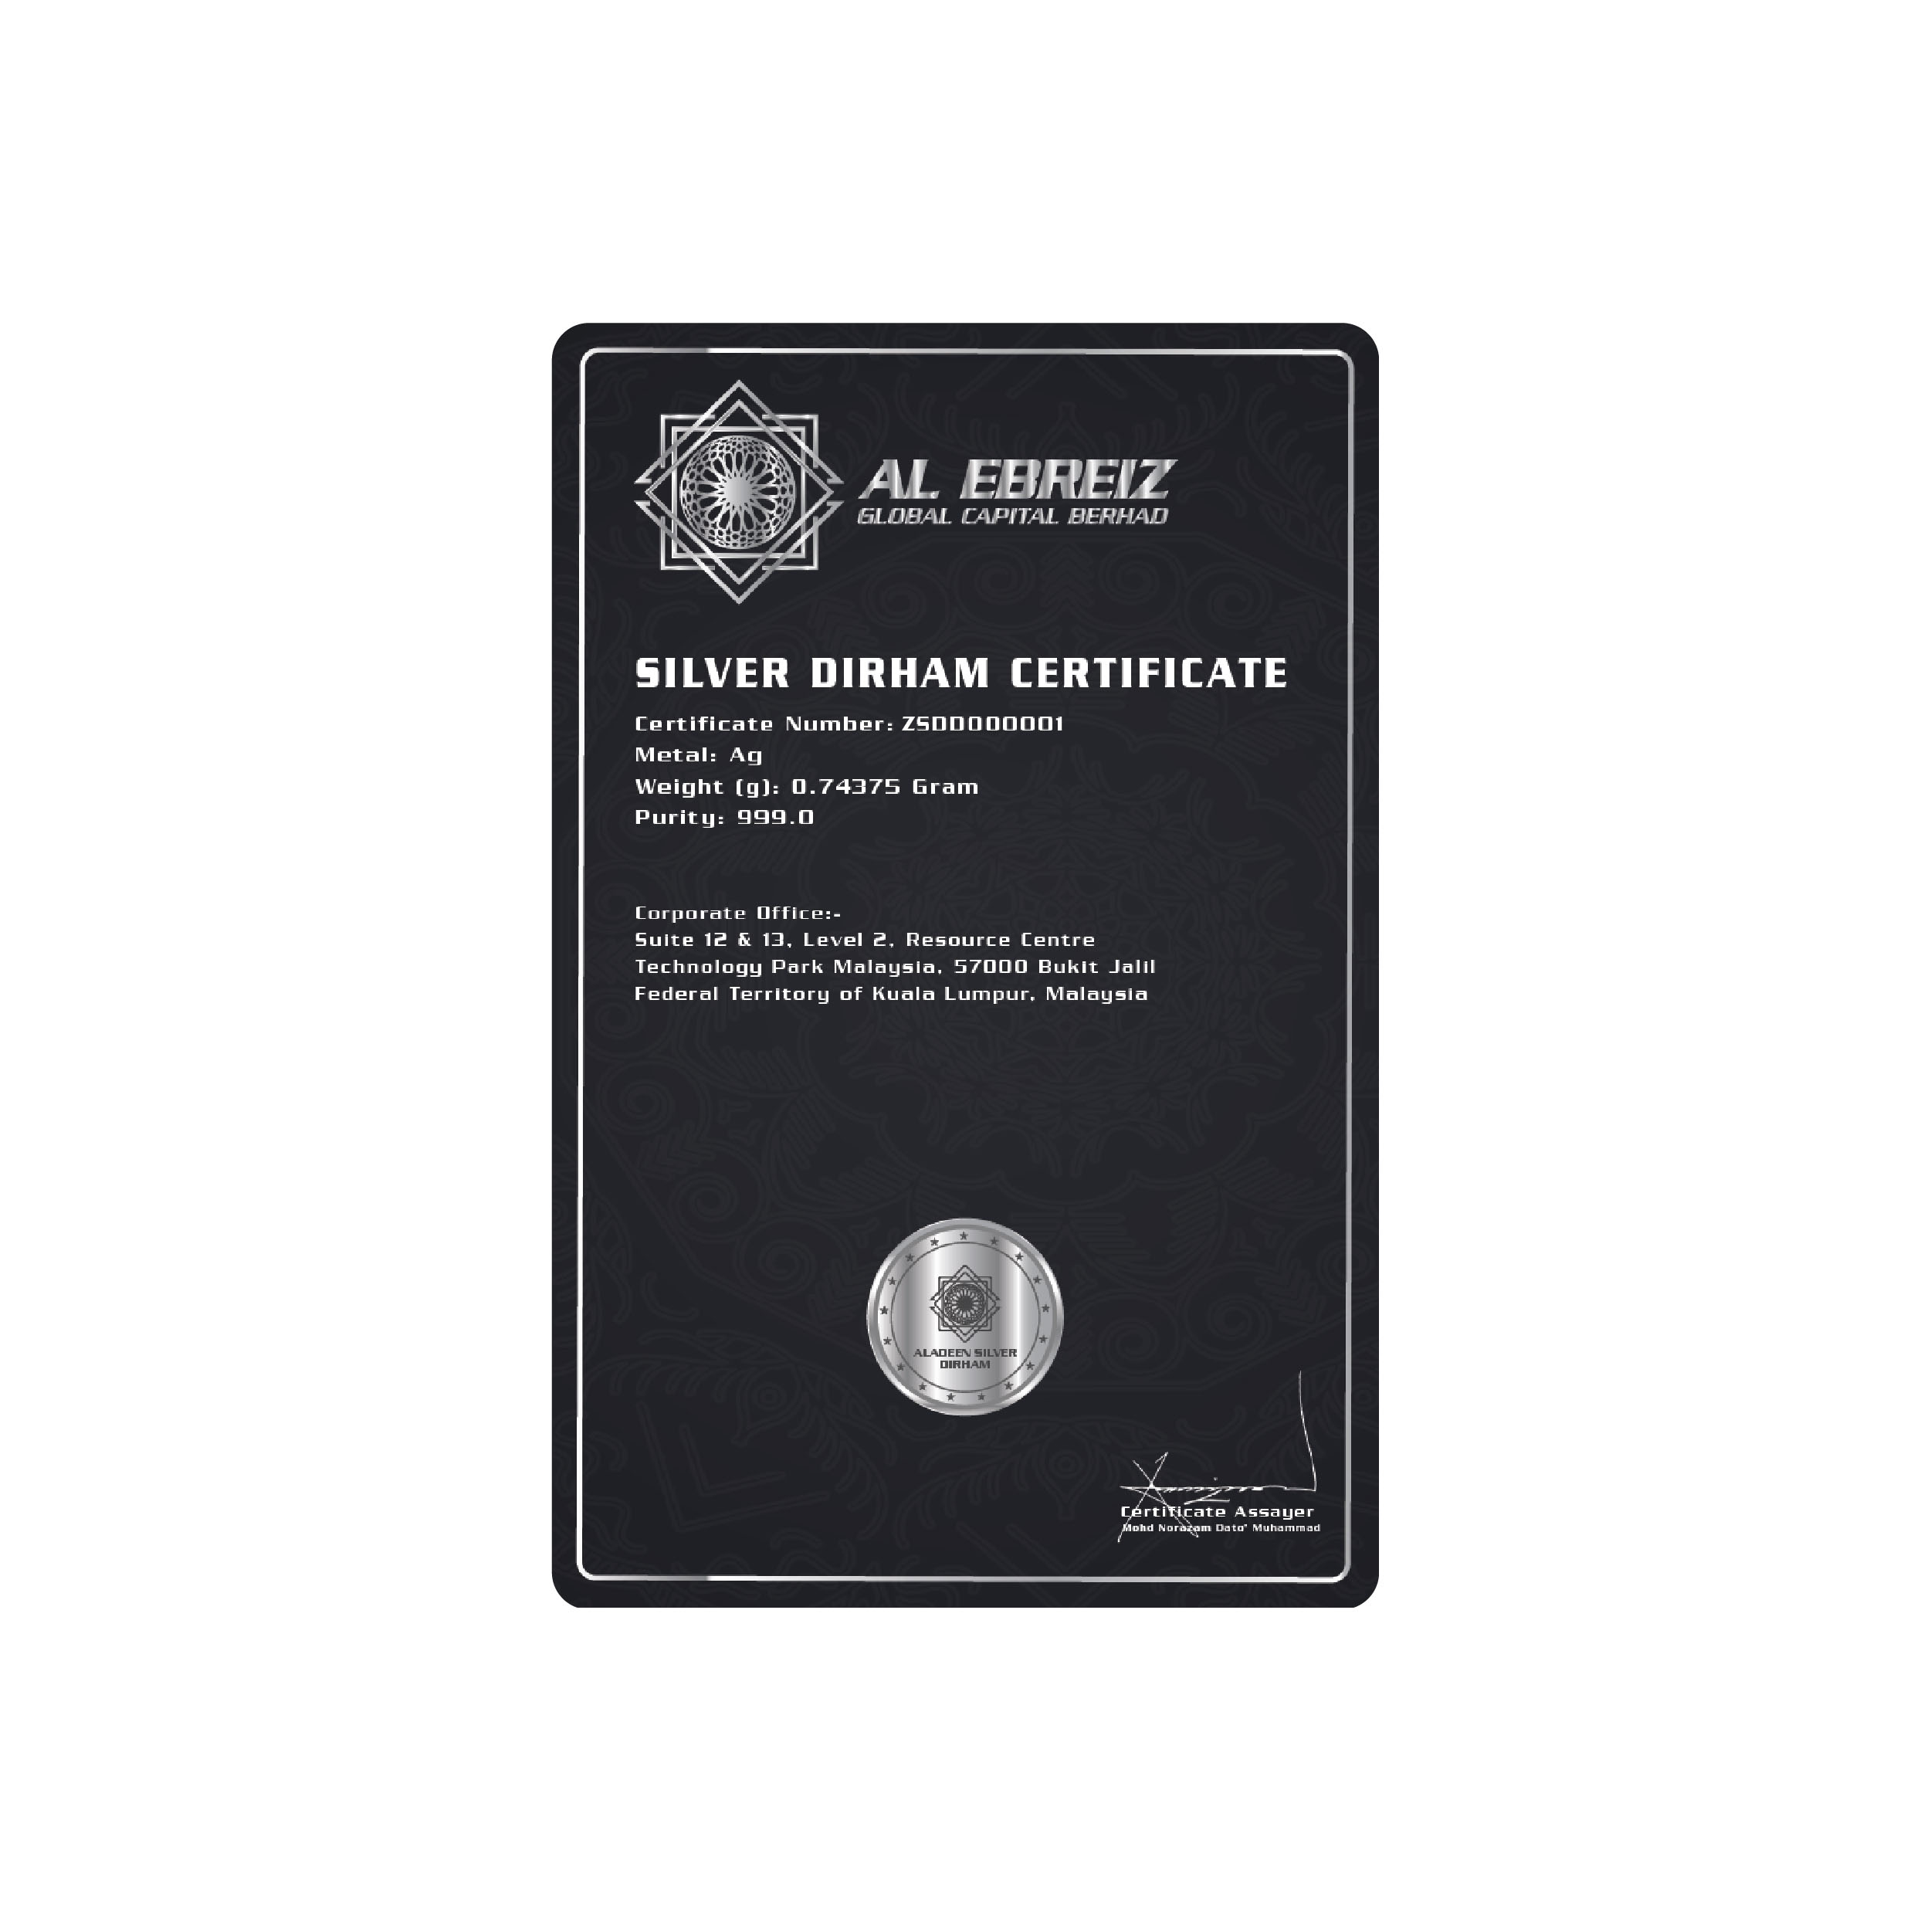 AL EBREIZ
GLOBAL CAPITAL BERHAD
SILVER DIRHAM CERTIFICATE
Certificate Number: ZSDD000001
Metal: Ag
Weight (g): 0.74375 Gram
Purity: 999.0
Corporate Office:-
Suite 12 & 13, Level 2, Resource Centre
Technology Park Malaysia, 57000 Bukit Jalil
Federal Territory of Kuala Lumpur, Malaysia
ALADEEN SILVER
DIRHAM
Certificate Assayer
Mohd Norazam Dato' Muhammad